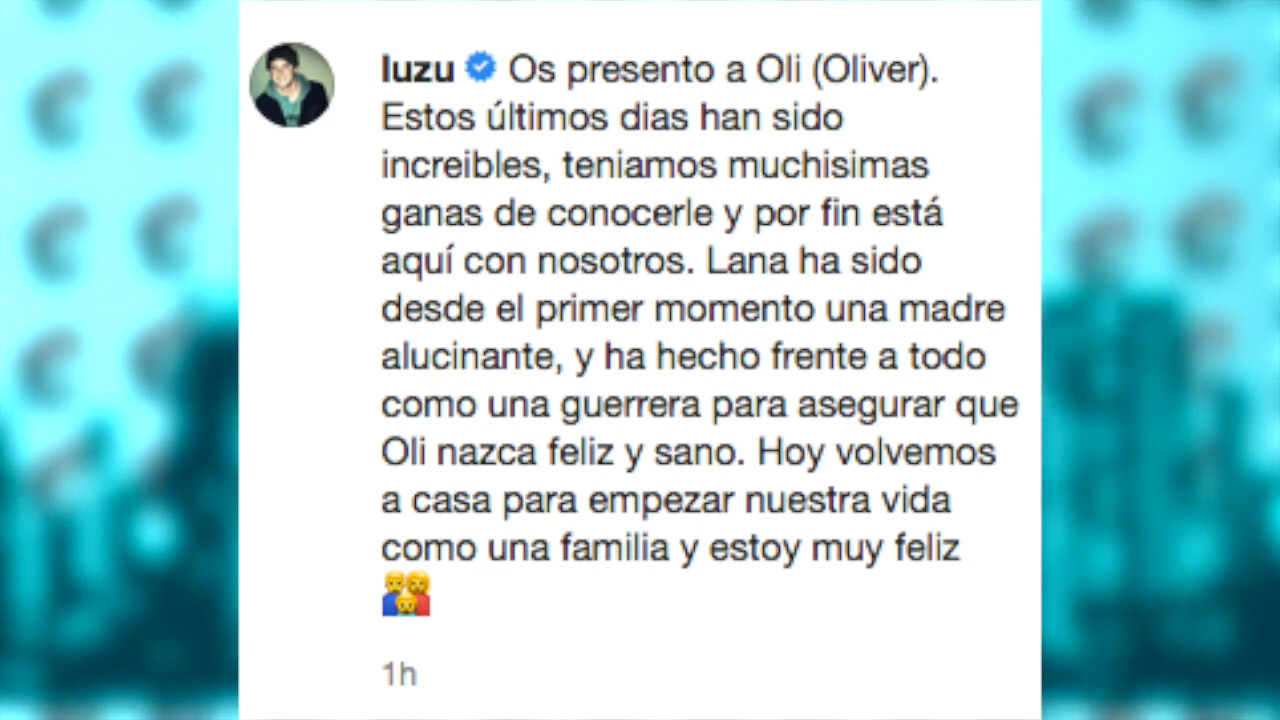 luzu Os presento a Oli (Oliver).
Estos últimos dias han sido
increibles, teniamos muchisimas
ganas de conocerle y por fin está
aquí con nosotros. Lana ha sido
desde el primer momento una madre
alucinante, y ha hecho frente a todo
como una guerrera para asegurar que
Oli nazca feliz y sano. Hoy volvemos
a casa para empezar nuestra vida
como una familia y estoy muy feliz
👨‍👩‍👦
1h